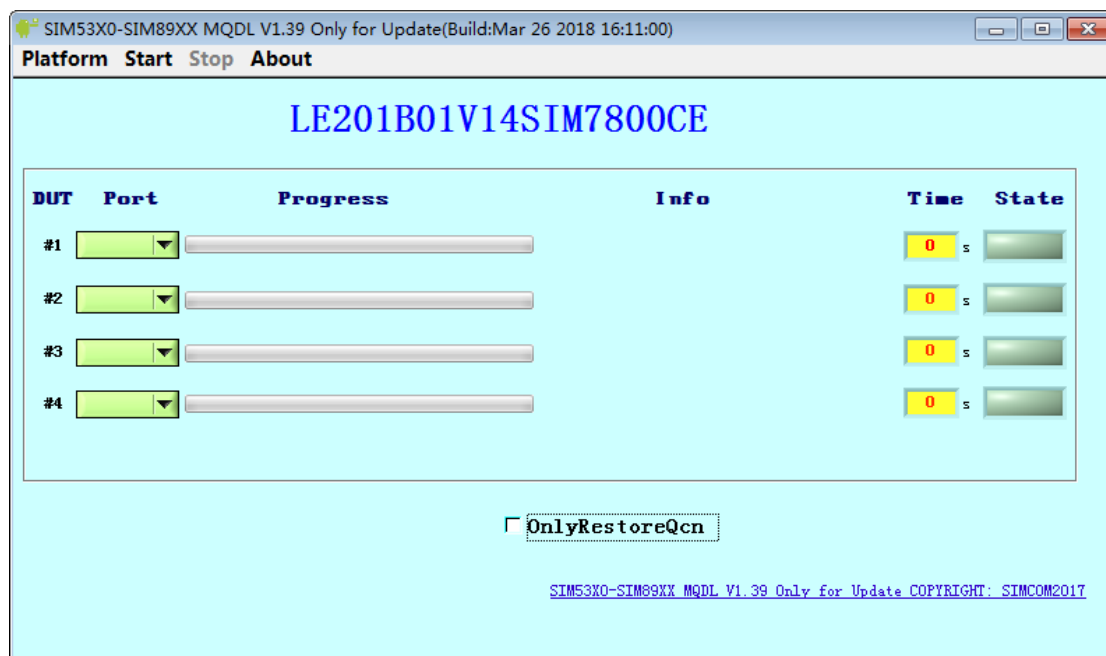 SIM53X0-SIM89XX MQDL V1.39 Only for Update(Build:Mar 26 2018 16:11:00)
Platform Start Stop About
LE201B01V14SIM7800CE
DUT Port Progress Info Time State
#1 0 s
#2 0 s
#3 0 s
#4 0 s
OnlyRestoreQcn
SIM53X0-SIM89XX MQDL V1.39 Only for Update COPYRIGHT: SIMCOM2017